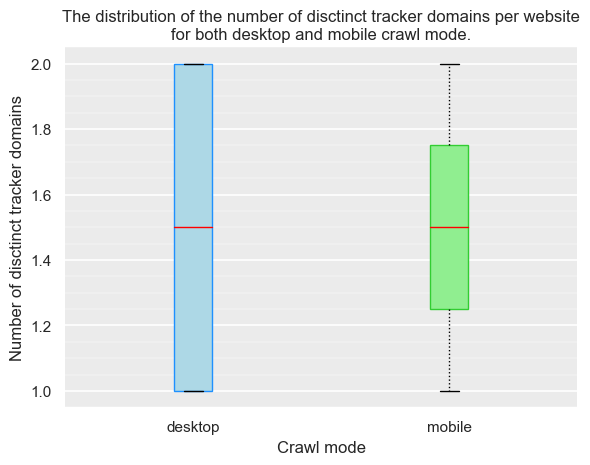 The distribution of the number of disctinct tracker domains per website
for both desktop and mobile crawl mode.
Number of disctinct tracker domains
2.0
1.8
1.6
1.4
1.2
1.0
desktop
mobile
Crawl mode